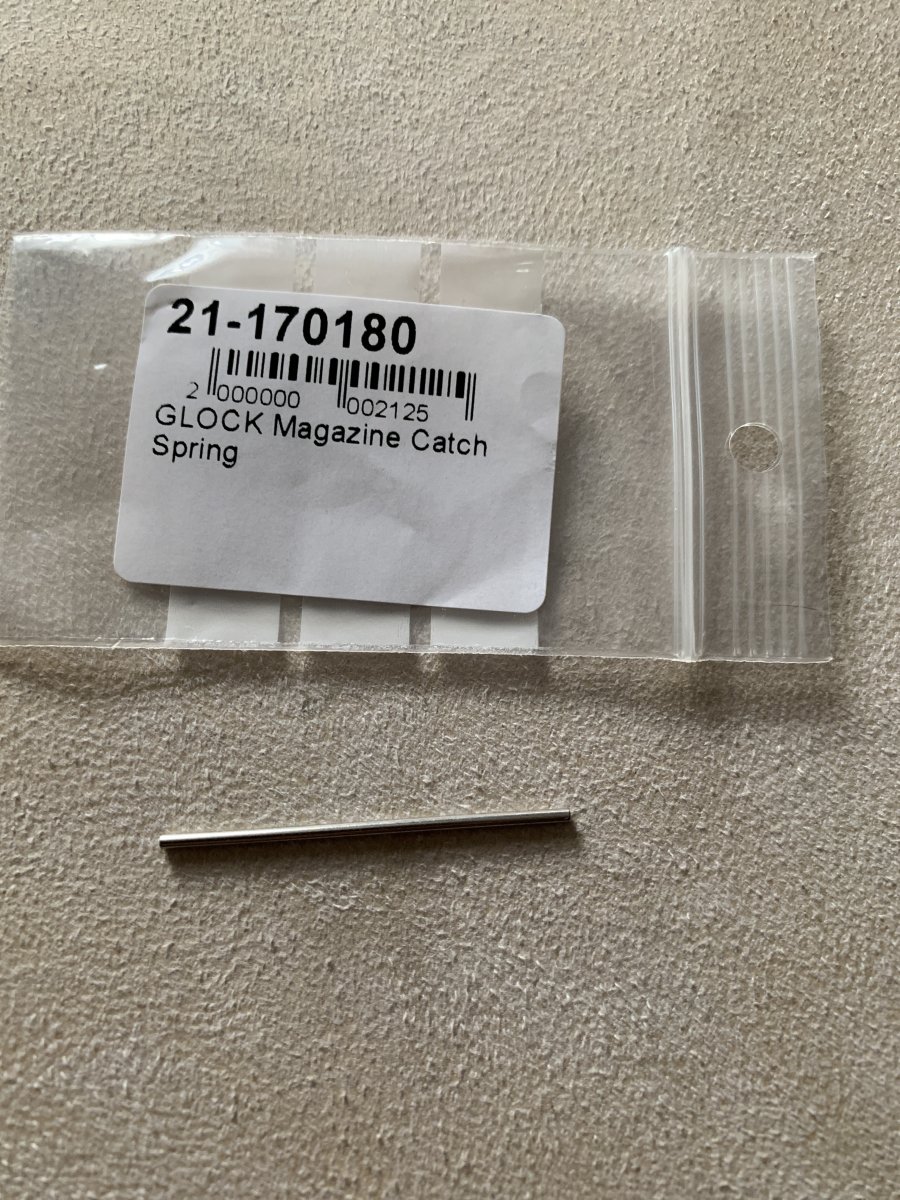 21-170180
2 000000 002125
GLOCK Magazine Catch
Spring